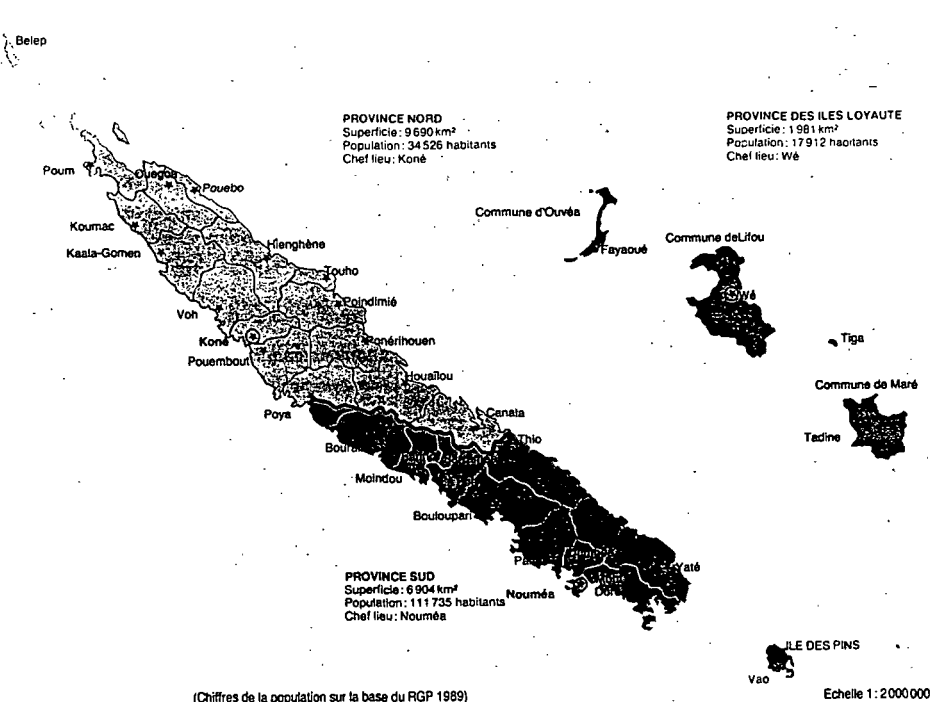 Belep
PROVINCE NORD
Superficie : 9 690 km²
Population : 34 526 habitants
Chef lieu : Koné
PROVINCE DES ILES LOYAUTE
Superficie : 1 981 km²
Population : 17 912 habitants
Chef lieu : Wé
Poum
Ouegoa
Pouebo
Commune d'Ouvéa
Koumac
Commune deLifou
Hienghène
Fayaoué
Kaala-Gomen
Touho
Wé
Poindimié
Voh
Koné
Ponérihouen
Tiga
Pouembout
Houaïlou
Commune de Maré
Poya
Canala
Thio
Tadine
Moindou
Bouloupari
Yaté
PROVINCE SUD
Superficie : 6 904 km²
Population : 111 735 habitants
Chef lieu : Nouméa
Nouméa
ILE DES PINS
Vao
(Chiffres de la population sur la base du RGP 1989)
Echelle 1 : 2 000 000